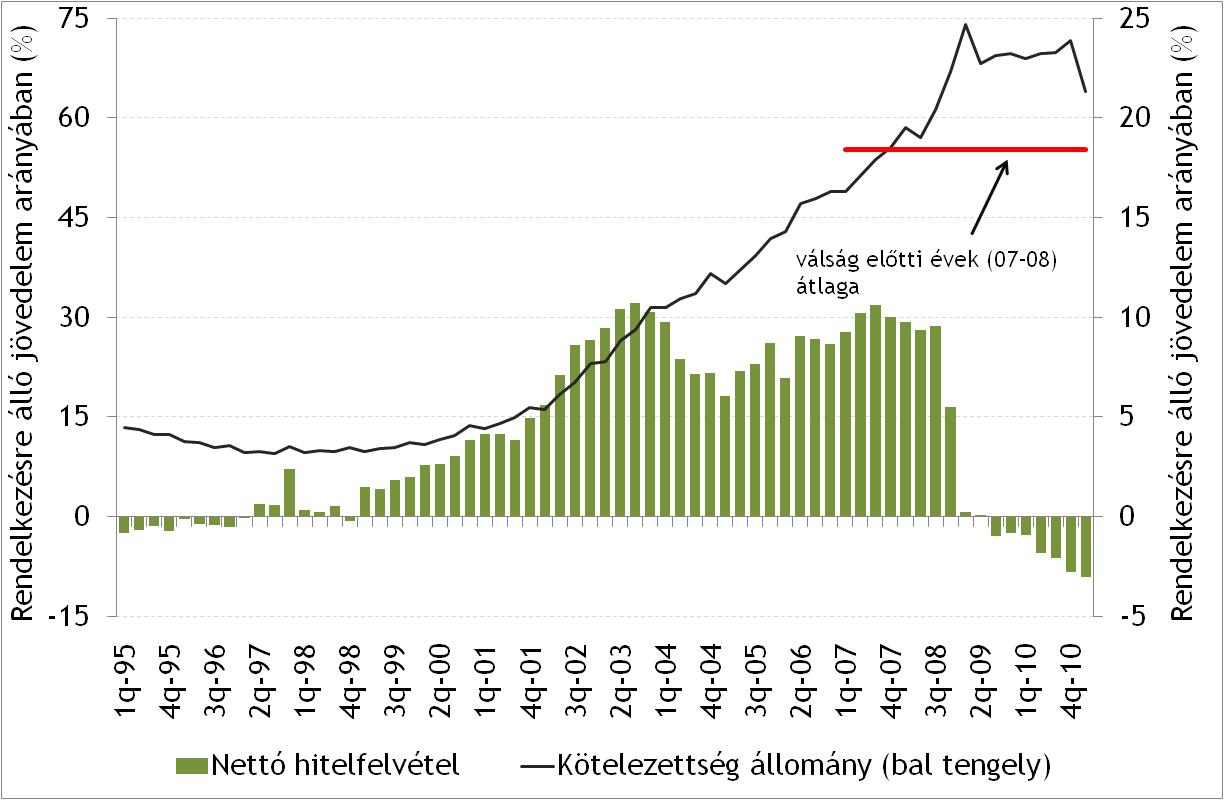 Rendelkezésre álló jövedelem arányában (%)
75
60
45
30
15
0
-15
25
20
15
10
5
0
-5
Rendelkezésre álló jövedelem arányában (%)
válság előtti évek (07-08)
átlaga
1q-95
4q-95
3q-96
2q-97
1q-98
4q-98
3q-99
2q-00
1q-01
4q-01
3q-02
2q-03
1q-04
4q-04
3q-05
2q-06
1q-07
4q-07
3q-08
2q-09
1q-10
4q-10
Nettó hitelfelvétel
Kötelezettség állomány (bal tengely)